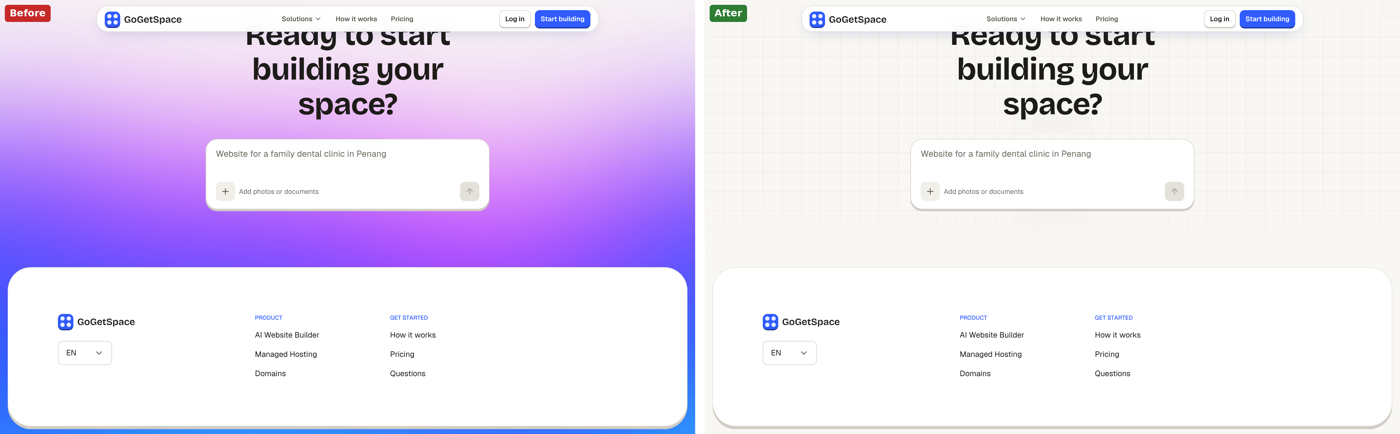 Before
GoGetSpace
Solutions
How it works
Pricing
Log in
Start building
Ready to start
building your
space?
Website for a family dental clinic in Penang
Add photos or documents
GoGetSpace
EN
PRODUCT
AI Website Builder
Managed Hosting
Domains
GET STARTED
How it works
Pricing
Questions
After
GoGetSpace
Solutions
How it works
Pricing
Log in
Start building
Ready to start
building your
space?
Website for a family dental clinic in Penang
Add photos or documents
GoGetSpace
EN
PRODUCT
AI Website Builder
Managed Hosting
Domains
GET STARTED
How it works
Pricing
Questions